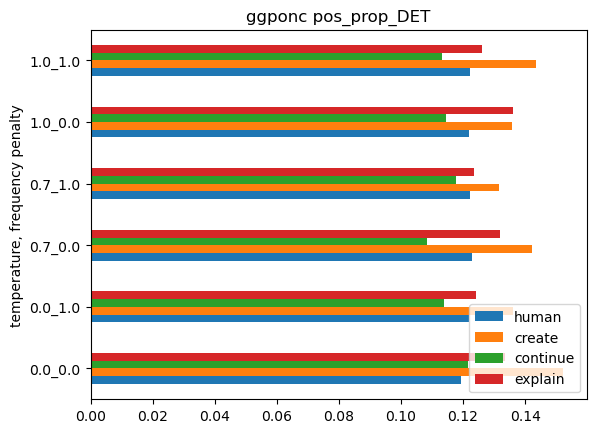 ggponc pos_prop_DET
temperature, frequency penalty
1.0_1.0
1.0_0.0
0.7_1.0
0.7_0.0
0.0_1.0
0.0_0.0
human
create
continue
explain
0.00 0.02 0.04 0.06 0.08 0.10 0.12 0.14